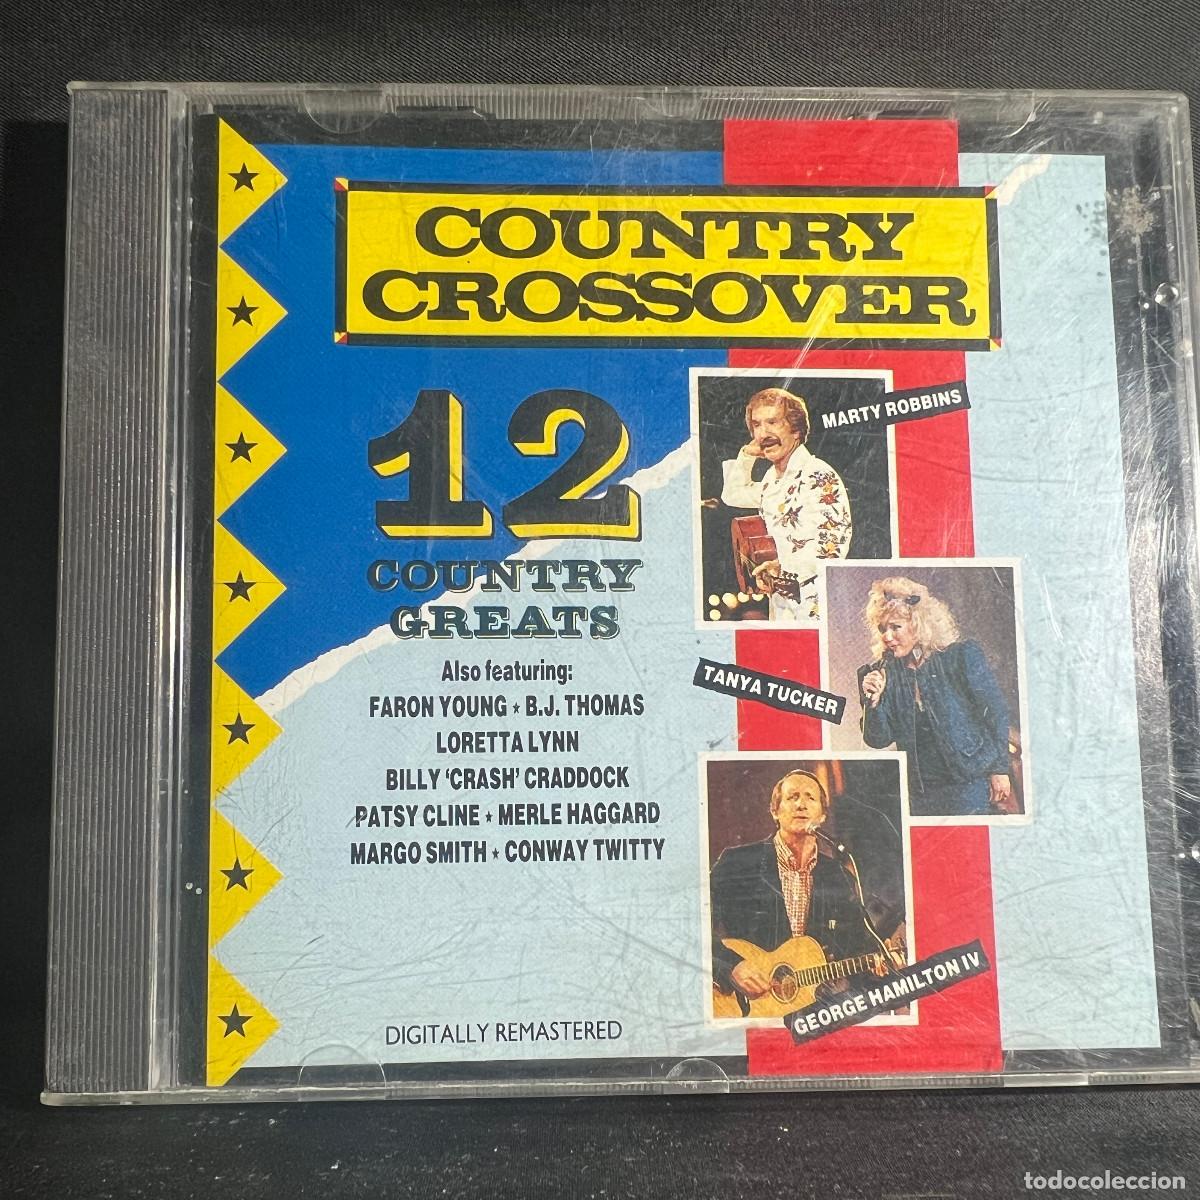 COUNTRY
CROSSOVER
12
COUNTRY
GREATS
Also featuring:
FARON YOUNG ★ B.J. THOMAS
LORETTA LYNN
BILLY 'CRASH' CRADDOCK
PATSY CLINE ★ MERLE HAGGARD
MARGO SMITH ★ CONWAY TWITTY
MARTY ROBBINS
TANYA TUCKER
GEORGE HAMILTON IV
DIGITALLY REMASTERED
todocoleccion